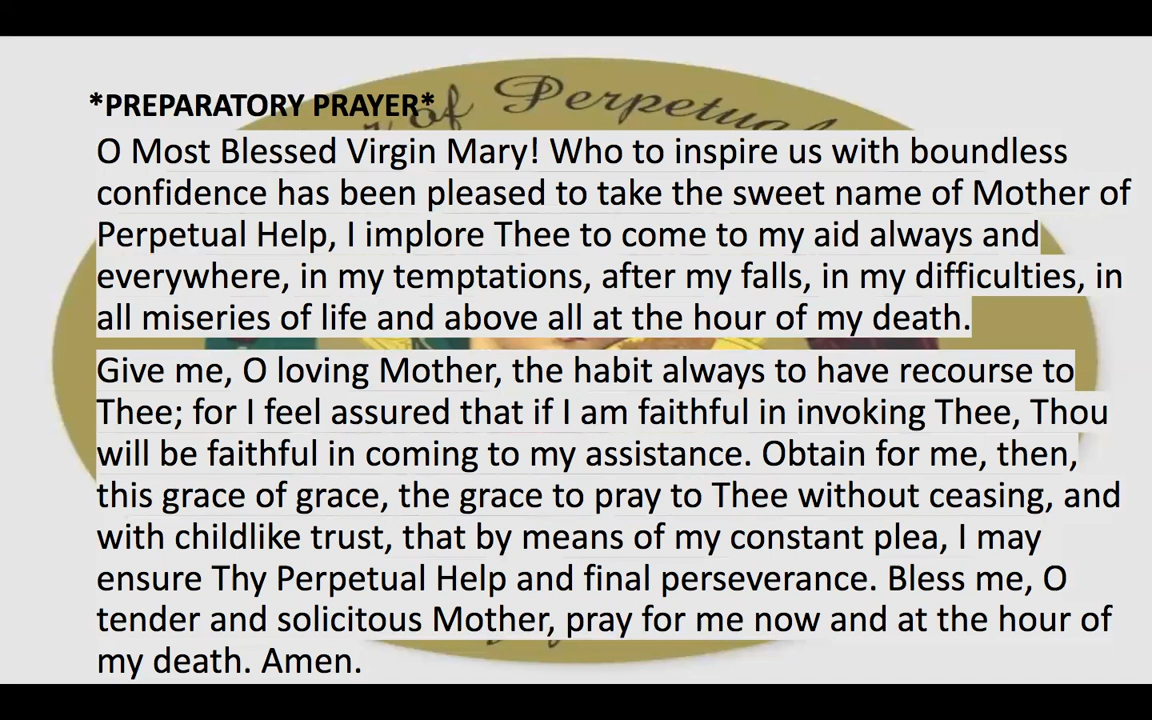 of Perpetual
*PREPARATORY PRAYER*
O Most Blessed Virgin Mary! Who to inspire us with boundless
confidence has been pleased to take the sweet name of Mother of
Perpetual Help, I implore Thee to come to my aid always and
everywhere, in my temptations, after my falls, in my difficulties, in
all miseries of life and above all at the hour of my death.
Give me, O loving Mother, the habit always to have recourse to
Thee; for I feel assured that if I am faithful in invoking Thee, Thou
will be faithful in coming to my assistance. Obtain for me, then,
this grace of grace, the grace to pray to Thee without ceasing, and
with childlike trust, that by means of my constant plea, I may
ensure Thy Perpetual Help and final perseverance. Bless me, O
tender and solicitous Mother, pray for me now and at the hour of
my death. Amen.